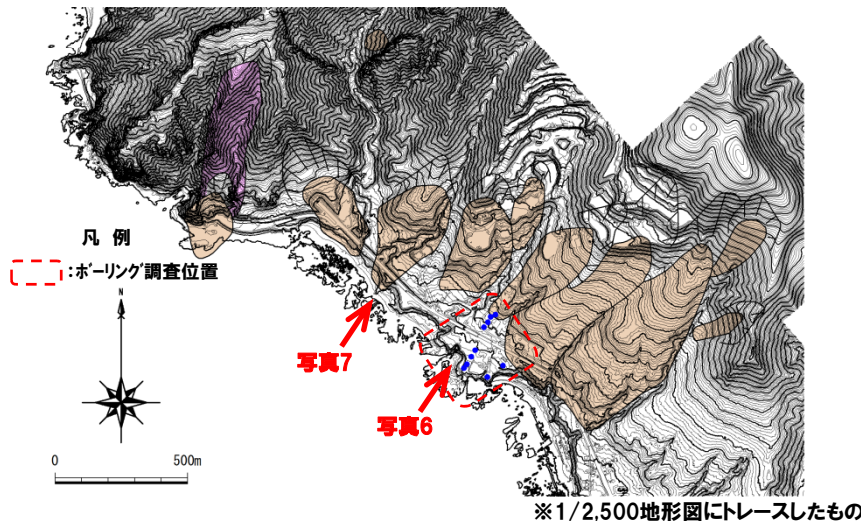 凡 例
:ボーリング調査位置
N
写真7
写真6
0 500m
※1/2,500地形図にトレースしたもの